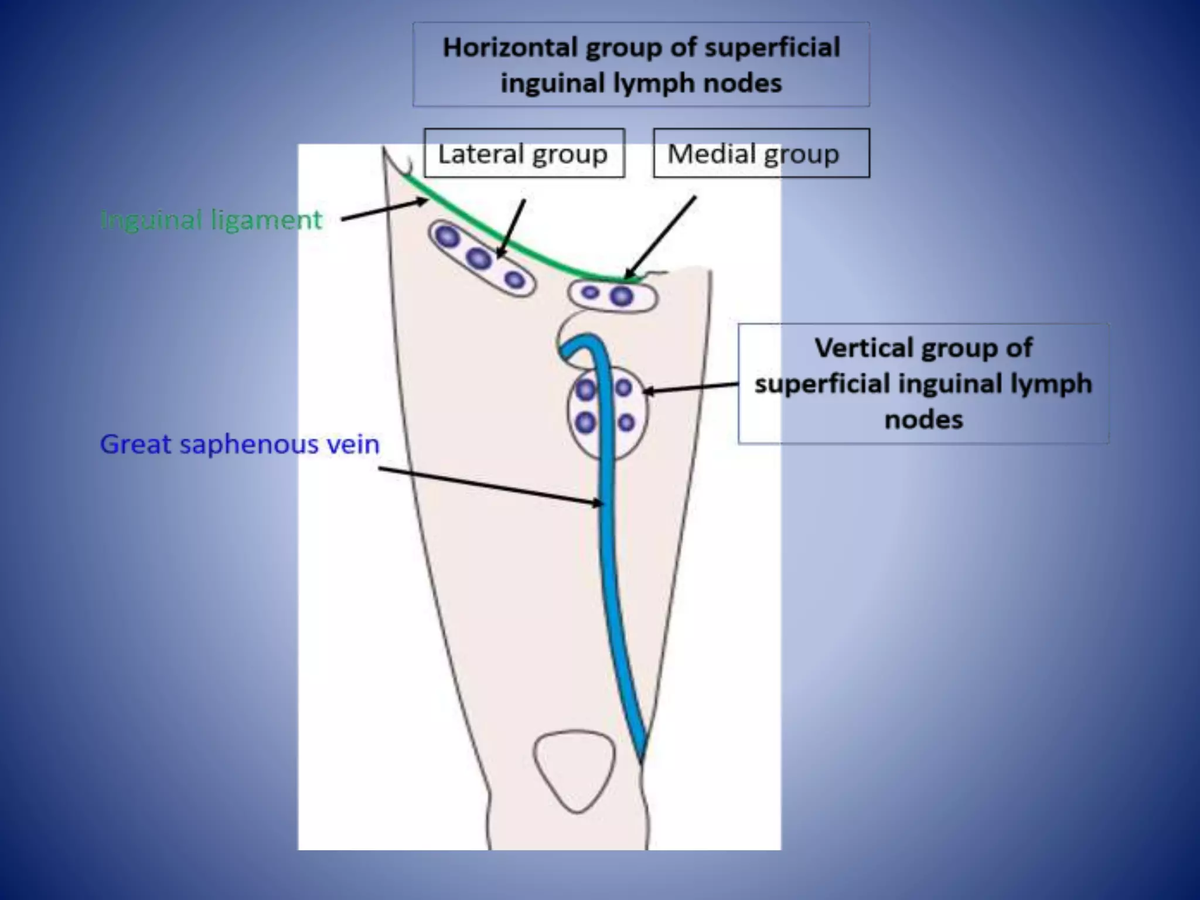 Horizontal group of superficial
inguinal lymph nodes
Lateral group
Medial group
Inguinal ligament
Vertical group of
superficial inguinal lymph
nodes
Great saphenous vein